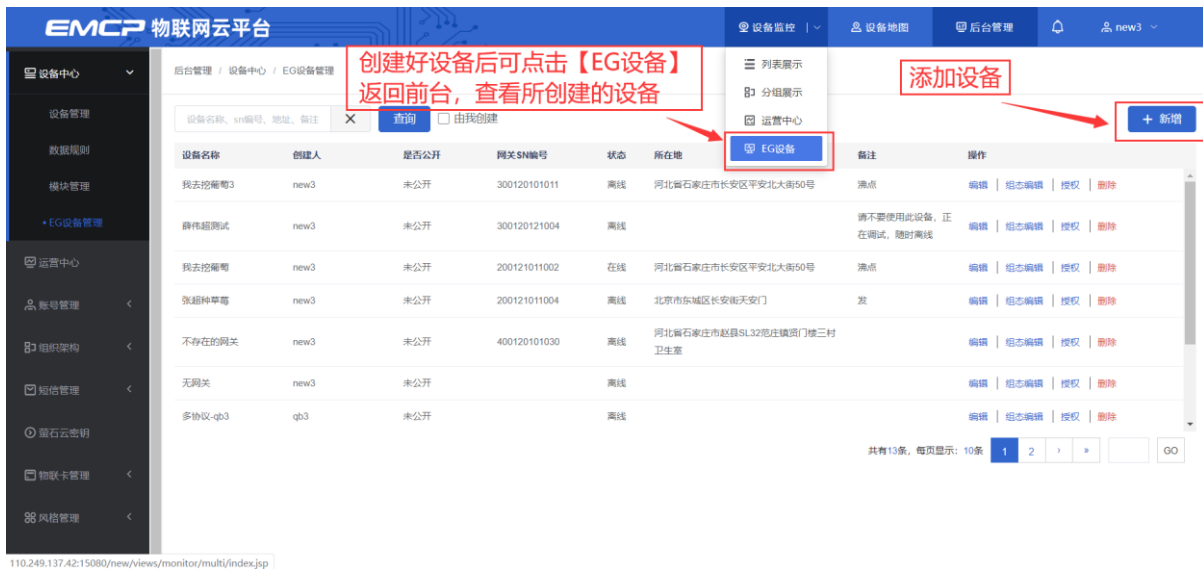 EMCP 物联网云平台
设备监控
设备地图
后台管理
new3
设备中心
设备管理
数据规则
模块管理
EG设备管理
运营中心
账号管理
组织架构
短信管理
萤石云密钥
物联卡管理
风格管理
后台管理 / 设备中心 / EG设备管理
创建好设备后可点击【EG设备】
返回前台，查看所创建的设备
列表展示
分组展示
运营中心
EG设备
添加设备
+ 新增
设备名称、sn编号、地址、备注
查询
由我创建
设备名称 创建人 是否公开 网关SN编号 状态 所在地 备注 操作
我去挖葡萄3 new3 未公开 300120101011 离线 河北省石家庄市长安区平安北大街50号 沸点 编辑 | 组态编辑 | 授权 | 删除
薛伟超测试 new3 未公开 300120121004 离线 请不要使用此设备，正 编辑 | 组态编辑 | 授权 | 删除
在调试，随时离线
我去挖葡萄 new3 未公开 200121011002 在线 河北省石家庄市长安区平安北大街50号 沸点 编辑 | 组态编辑 | 授权 | 删除
张超种草莓 new3 未公开 200121011004 离线 北京市东城区长安街天安门 发 编辑 | 组态编辑 | 授权 | 删除
不存在的网关 new3 未公开 400120101030 离线 河北省石家庄市赵县SL32范庄镇贤门楼三村 编辑 | 组态编辑 | 授权 | 删除
卫生室
无网关 new3 未公开 离线 编辑 | 组态编辑 | 授权 | 删除
多协议-qb3 qb3 未公开 离线 编辑 | 组态编辑 | 授权 | 删除
共有13条，每页显示：10条 1 2 › » GO
110.249.137.42:15080/new/views/monitor/multi/index.jsp